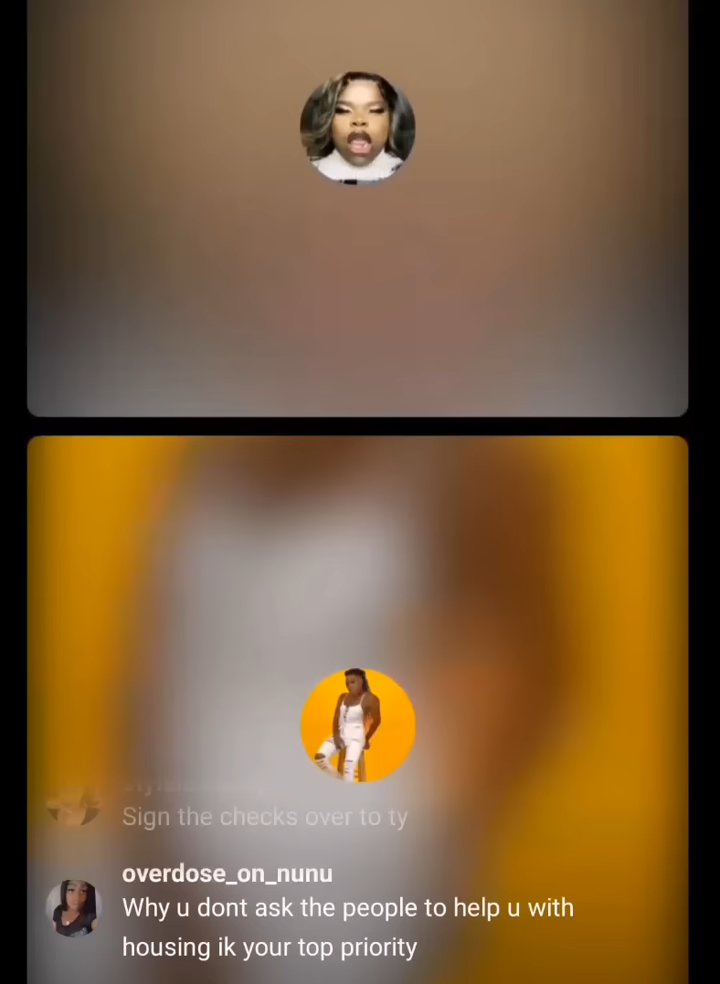 Sign the checks over to ty
overdose_on_nunu
Why u dont ask the people to help u with
housing ik your top priority